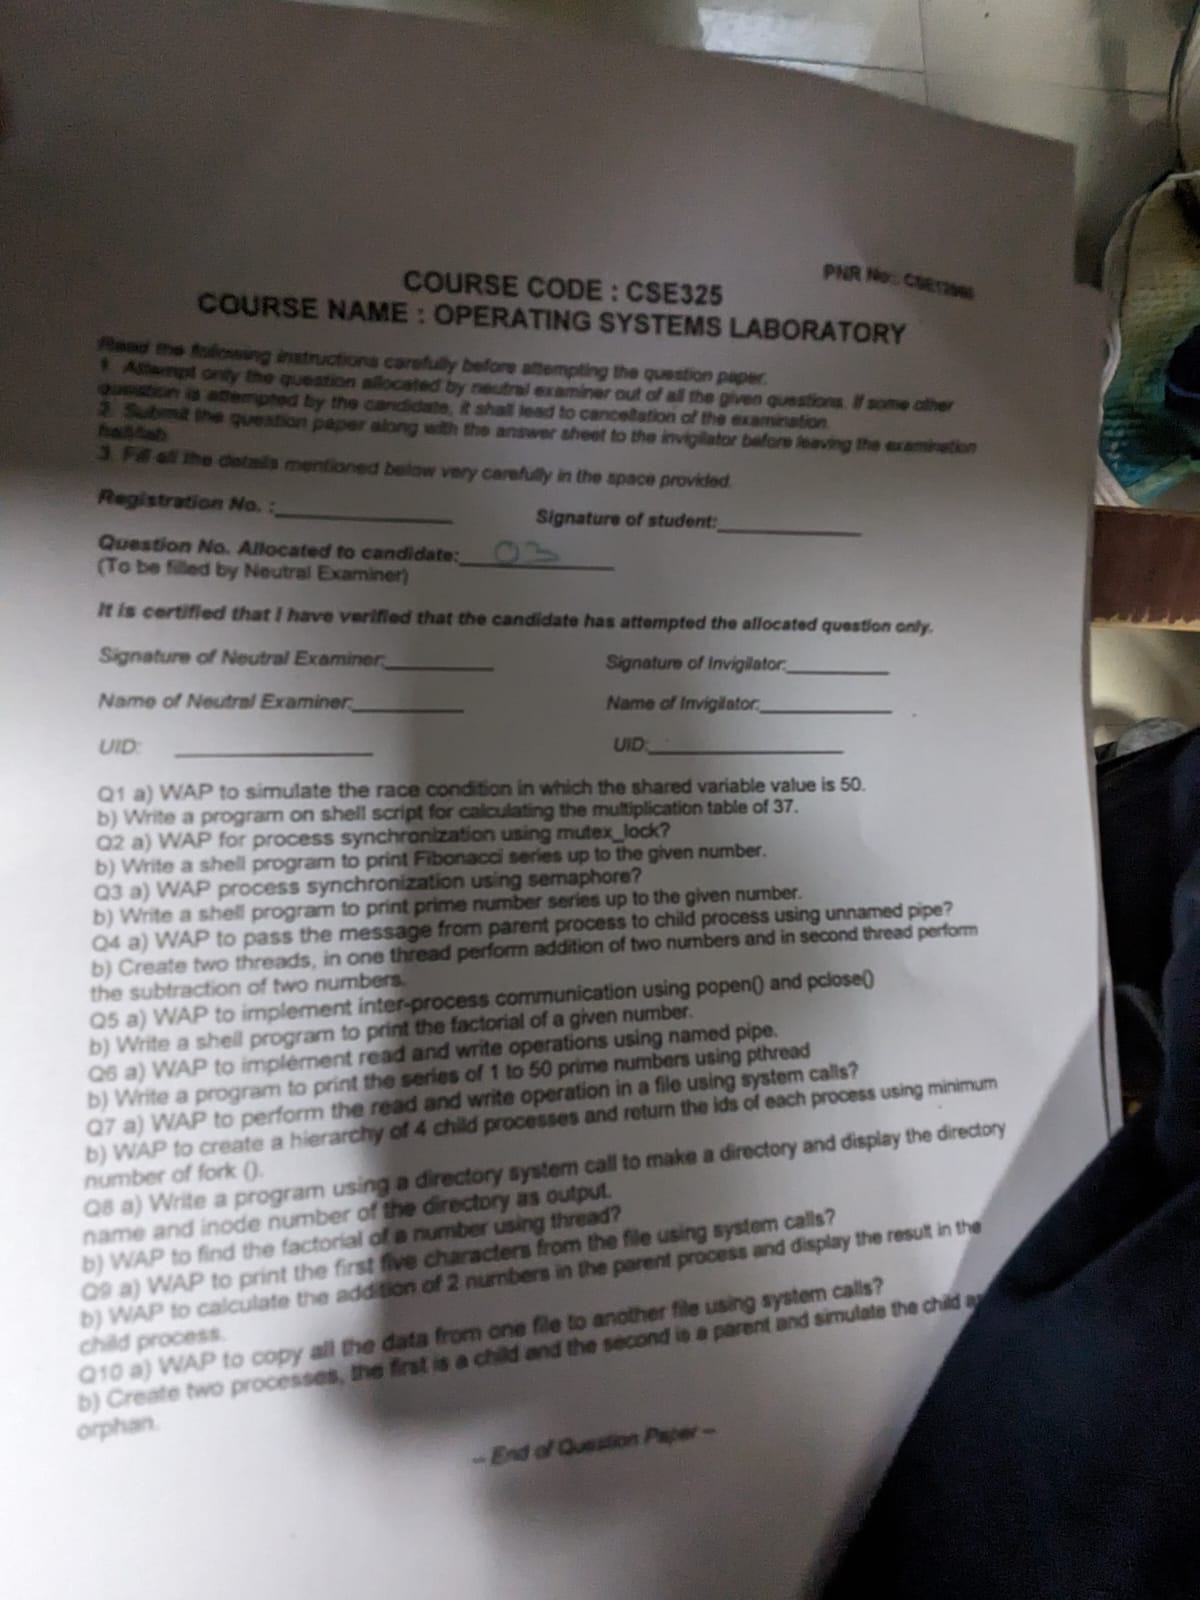 PNR No:
COURSE CODE : CSE325
COURSE NAME : OPERATING SYSTEMS LABORATORY
Read the following instructions carefully before attempting the question paper.
1. Attempt only the question allocated by neutral examiner out of all the given questions. If some other
question is attempted by the candidate, it shall lead to cancellation of the examination.
2. Submit the question paper along with the answer sheet to the invigilator before leaving the examination
hall/lab
3. Fill all the details mentioned below very carefully in the space provided.
Registration No. : Signature of student:
Question No. Allocated to candidate: 03
(To be filled by Neutral Examiner)
It is certified that I have verified that the candidate has attempted the allocated question only.
Signature of Neutral Examiner: Signature of Invigilator:
Name of Neutral Examiner: Name of Invigilator:
UID: UID:
Q1 a) WAP to simulate the race condition in which the shared variable value is 50.
b) Write a program on shell script for calculating the multiplication table of 37.
Q2 a) WAP for process synchronization using mutex_lock?
b) Write a shell program to print Fibonacci series up to the given number.
Q3 a) WAP process synchronization using semaphore?
b) Write a shell program to print prime number series up to the given number.
Q4 a) WAP to pass the message from parent process to child process using unnamed pipe?
b) Create two threads, in one thread perform addition of two numbers and in second thread perform
the subtraction of two numbers.
Q5 a) WAP to implement inter-process communication using popen() and pclose()
b) Write a shell program to print the factorial of a given number.
Q6 a) WAP to implement read and write operations using named pipe.
b) Write a program to print the series of 1 to 50 prime numbers using pthread
Q7 a) WAP to perform the read and write operation in a file using system calls?
b) WAP to create a hierarchy of 4 child processes and return the ids of each process using minimum
number of fork ().
Q8 a) Write a program using a directory system call to make a directory and display the directory
name and inode number of the directory as output.
b) WAP to find the factorial of a number using thread?
Q9 a) WAP to print the first five characters from the file using system calls?
b) WAP to calculate the addition of 2 numbers in the parent process and display the result in the
child process.
Q10 a) WAP to copy all the data from one file to another file using system calls?
b) Create two processes, the first is a child and the second is a parent and simulate the child
orphan.
-- End of Question Paper --